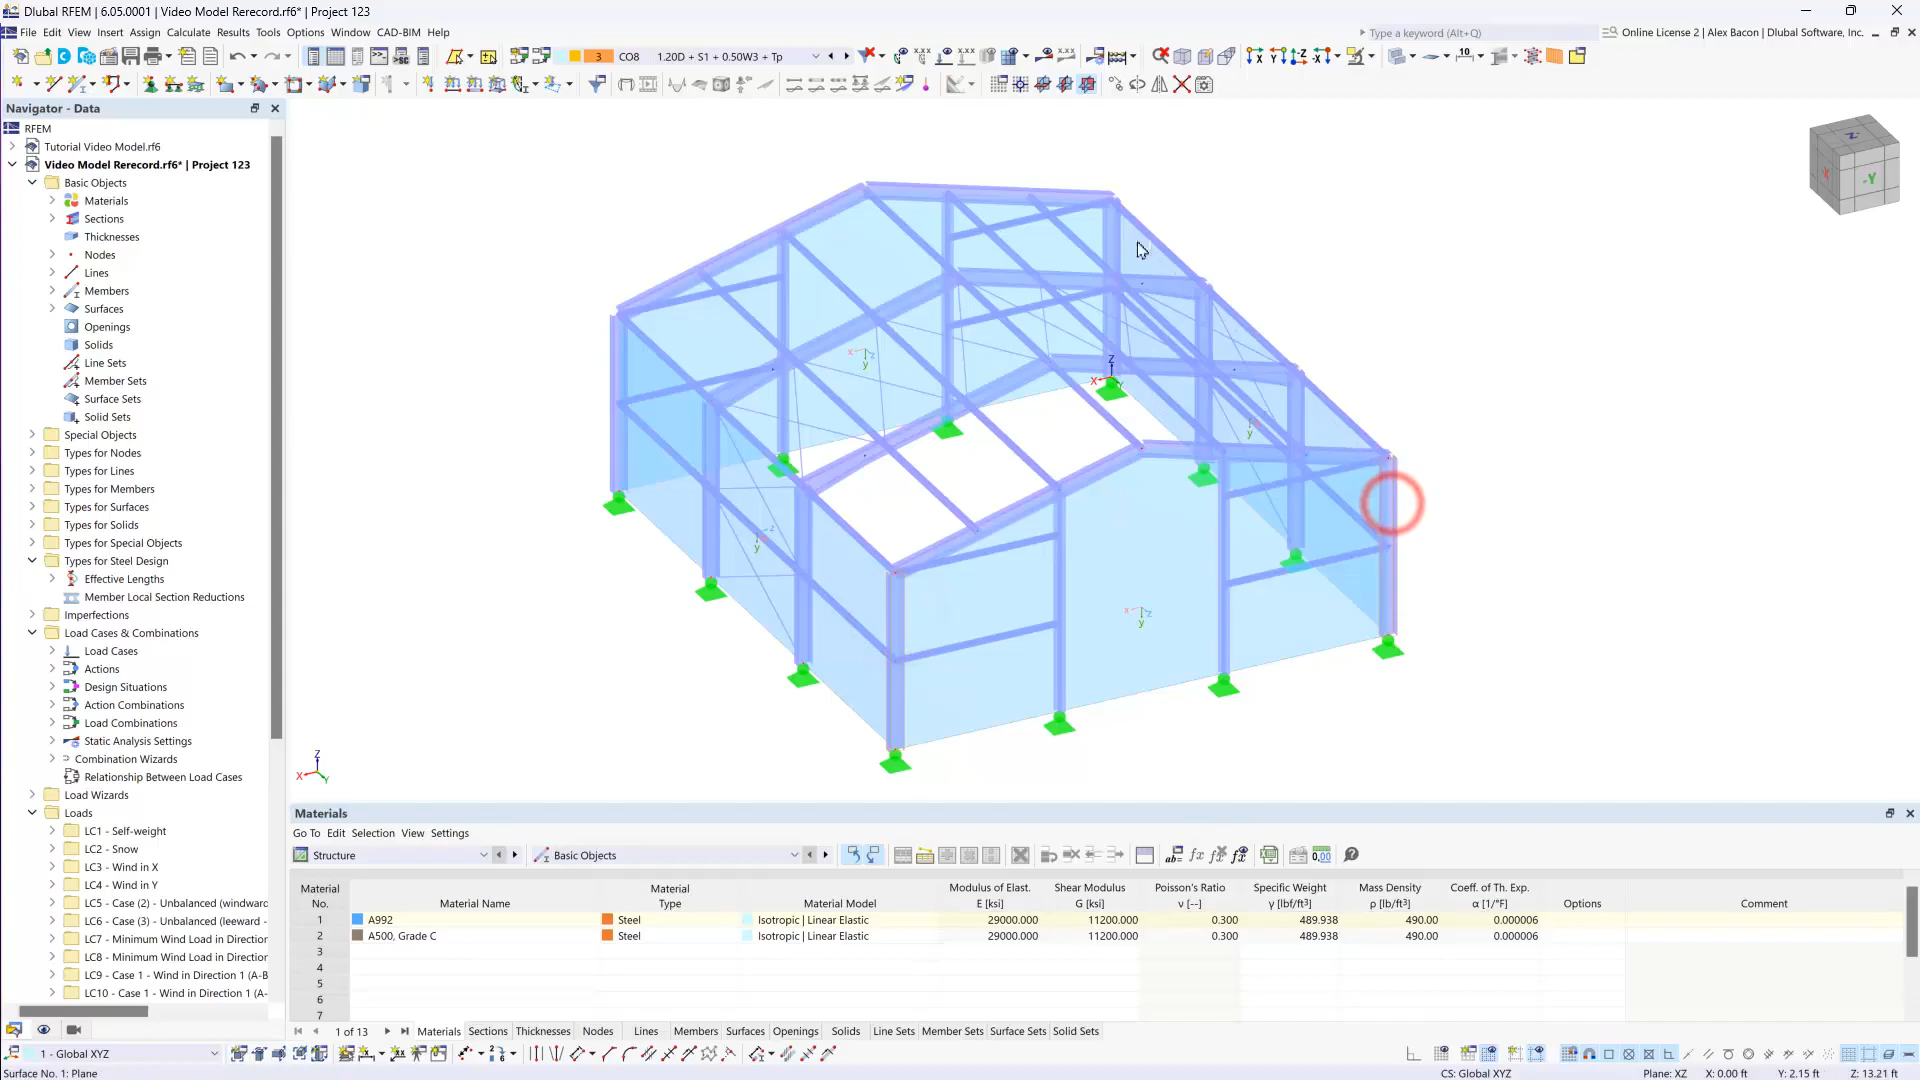 Dlubal RFEM | 6.05.0001 | Video Model Rerecord.rf6* | Project 123
File Edit View Insert Assign Calculate Results Tools Options Window CAD-BIM Help
Type a keyword (Alt+Q)
Online License 2 | Alex Bacon | Dlubal Software, Inc.
3 CO8 1.20D + S1 + 0.50W3 + Tp
10
Navigator - Data
RFEM
Tutorial Video Model.rf6
Video Model Rerecord.rf6* | Project 123
Basic Objects
Materials
Sections
Thicknesses
Nodes
Lines
Members
Surfaces
Openings
Solids
Line Sets
Member Sets
Surface Sets
Solid Sets
Special Objects
Types for Nodes
Types for Lines
Types for Members
Types for Surfaces
Types for Solids
Types for Special Objects
Types for Steel Design
Effective Lengths
Member Local Section Reductions
Imperfections
Load Cases & Combinations
Load Cases
Actions
Design Situations
Action Combinations
Load Combinations
Static Analysis Settings
Combination Wizards
Relationship Between Load Cases
Load Wizards
Loads
LC1 - Self-weight
LC2 - Snow
LC3 - Wind in X
LC4 - Wind in Y
LC5 - Case (2) - Unbalanced (windward
LC6 - Case (3) - Unbalanced (leeward -
LC7 - Minimum Wind Load in Direction
LC8 - Minimum Wind Load in Direction
LC9 - Case 1 - Wind in Direction 1 (A-B
LC10 - Case 1 - Wind in Direction 1 (A-
Z
-X
-Y
Z
X
Y
Z
X
Y
x z
y
z
y
z
y
x z
y
Materials
Go To Edit Selection View Settings
Structure
Basic Objects
Material No. Material Name Material Type Material Model Modulus of Elast. E [ksi] Shear Modulus G [ksi] Poisson's Ratio ν [--] Specific Weight γ [lbf/ft³] Mass Density ρ [lb/ft³] Coeff. of Th. Exp. α [1/°F] Options Comment
1 A992 Steel Isotropic | Linear Elastic 29000.000 11200.000 0.300 489.938 490.00 0.000006
2 A500, Grade C Steel Isotropic | Linear Elastic 29000.000 11200.000 0.300 489.938 490.00 0.000006
3
4
5
6
7
1 of 13 Materials Sections Thicknesses Nodes Lines Members Surfaces Openings Solids Line Sets Member Sets Surface Sets Solid Sets
1 - Global XYZ
Surface No. 1: Plane
CS: Global XYZ
Plane: XZ
X: 0.00 ft
Y: 2.15 ft
Z: 13.21 ft